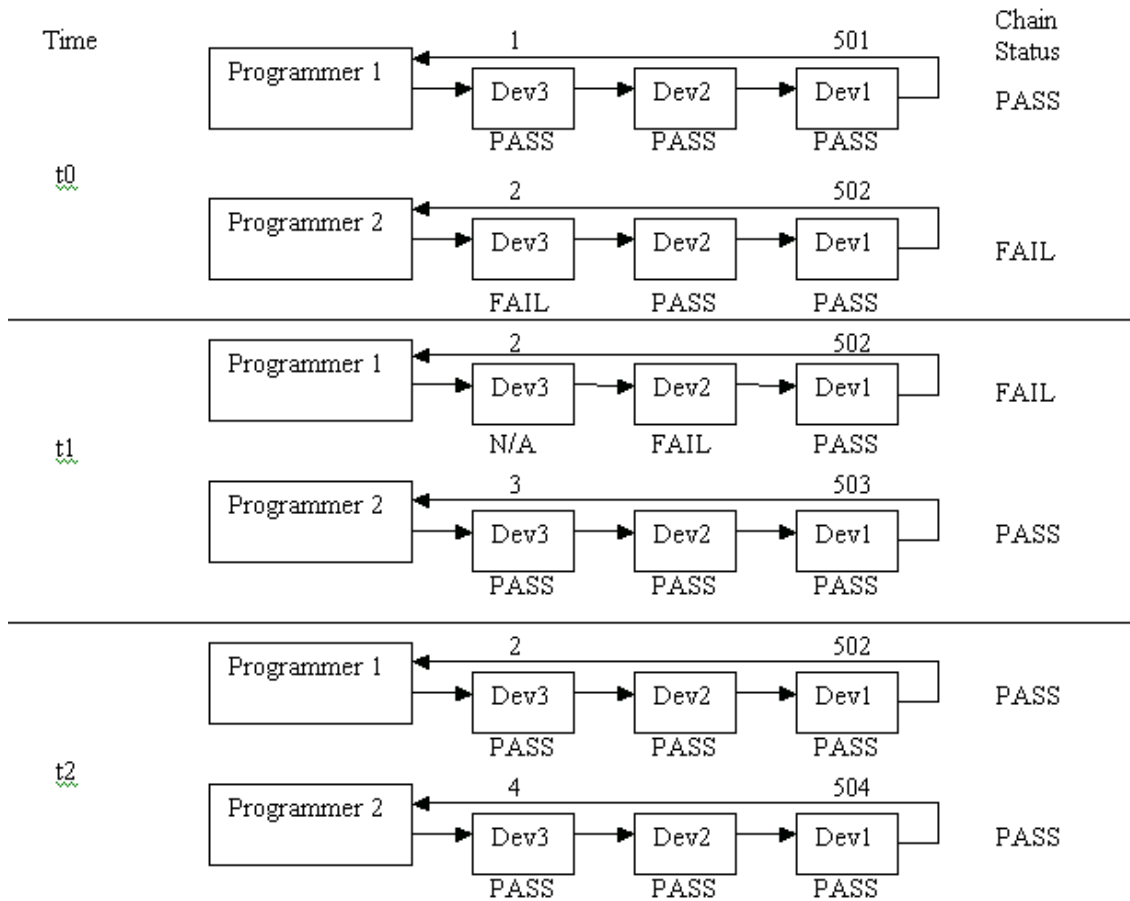 Time
Chain
Status
1 501
Programmer 1
Dev3 Dev2 Dev1
PASS PASS PASS
PASS
t0
2 502
Programmer 2
Dev3 Dev2 Dev1
FAIL
FAIL PASS PASS
2 502
Programmer 1
Dev3 Dev2 Dev1
FAIL
N/A FAIL PASS
t1
3 503
Programmer 2
Dev3 Dev2 Dev1
PASS
PASS PASS PASS
2 502
Programmer 1
Dev3 Dev2 Dev1
PASS
PASS PASS PASS
t2
4 504
Programmer 2
Dev3 Dev2 Dev1
PASS
PASS PASS PASS